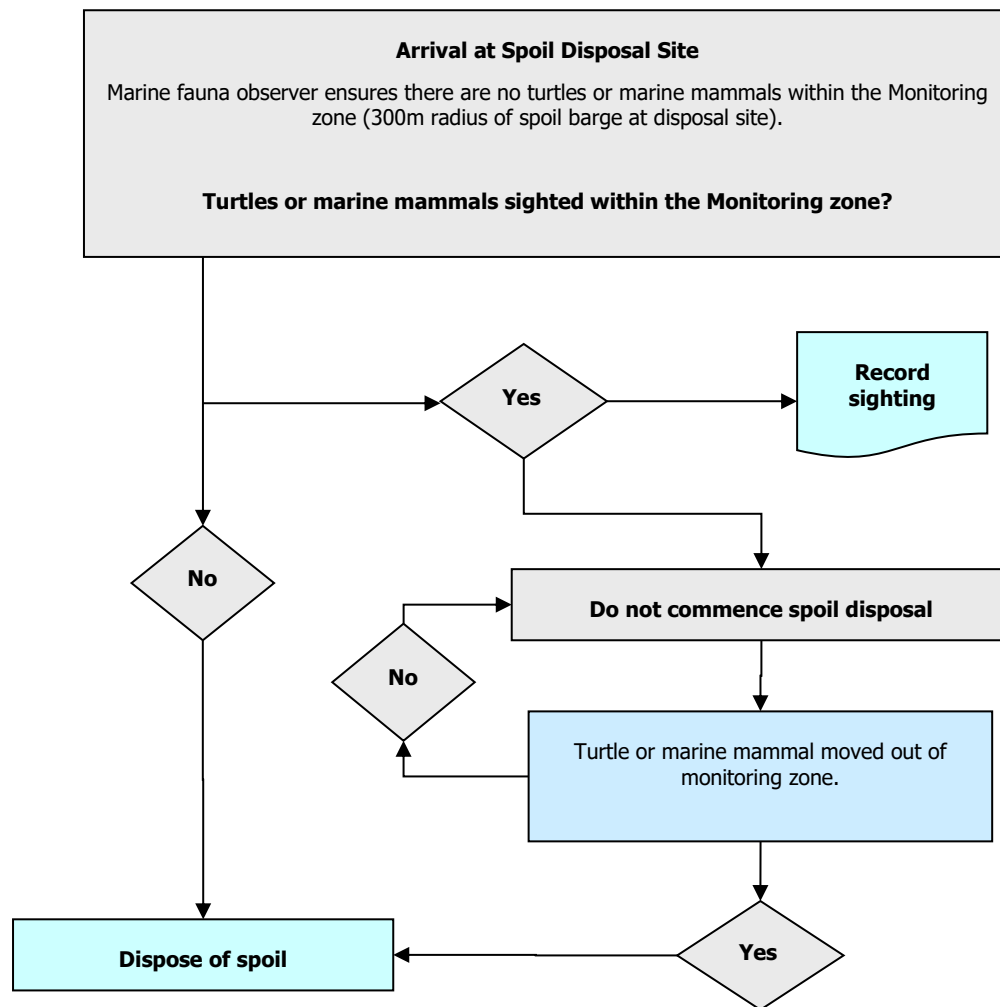 Arrival at Spoil Disposal Site
Marine fauna observer ensures there are no turtles or marine mammals within the Monitoring
zone (300m radius of spoil barge at disposal site).
Turtles or marine mammals sighted within the Monitoring zone?
Yes
Record
sighting
No
Do not commence spoil disposal
No
Turtle or marine mammal moved out of
monitoring zone.
Dispose of spoil
Yes